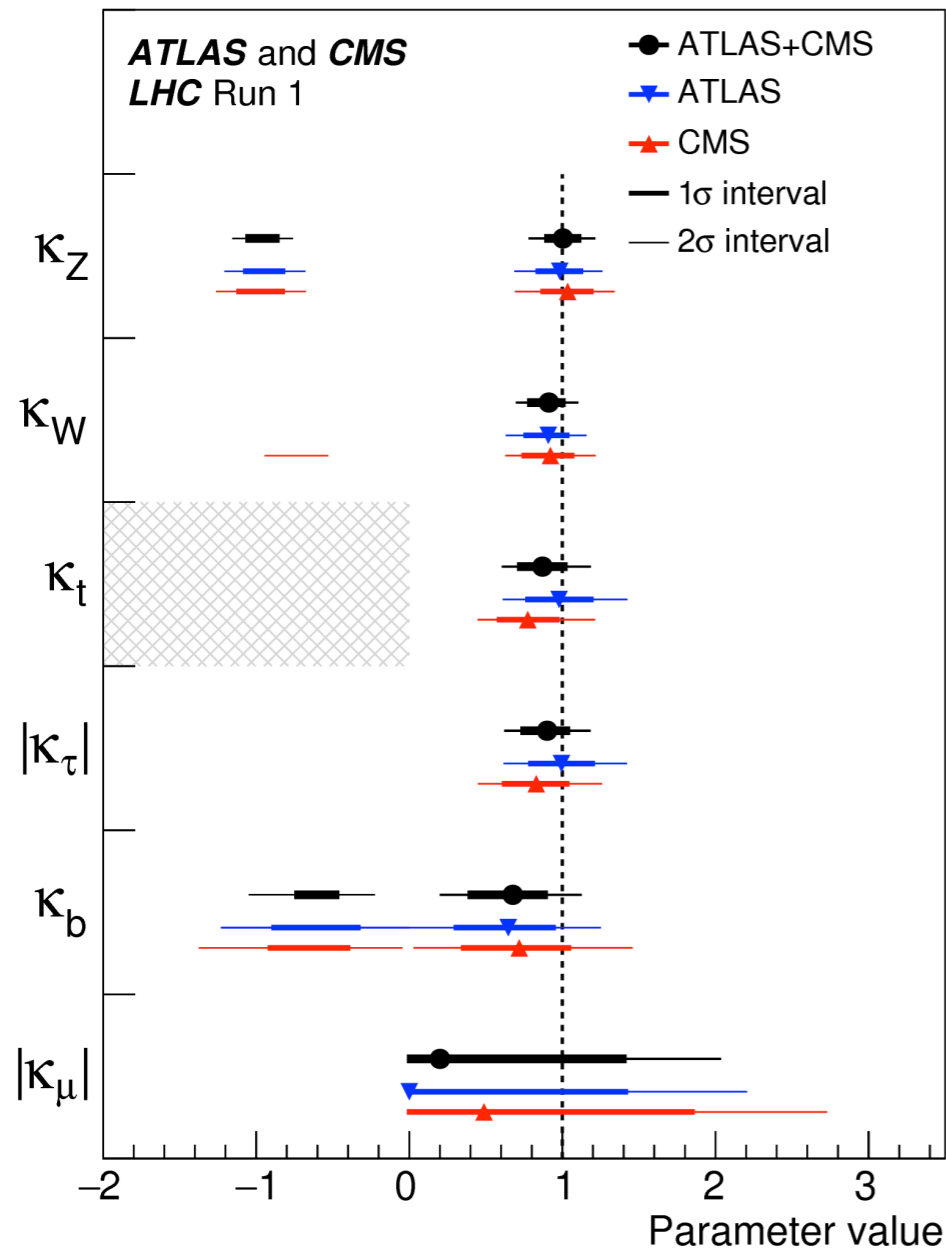 ATLAS and CMS
LHC Run 1
ATLAS+CMS
ATLAS
CMS
1σ interval
2σ interval
κZ
κW
κt
|κτ|
κb
|κμ|
−2 −1 0 1 2 3
Parameter value